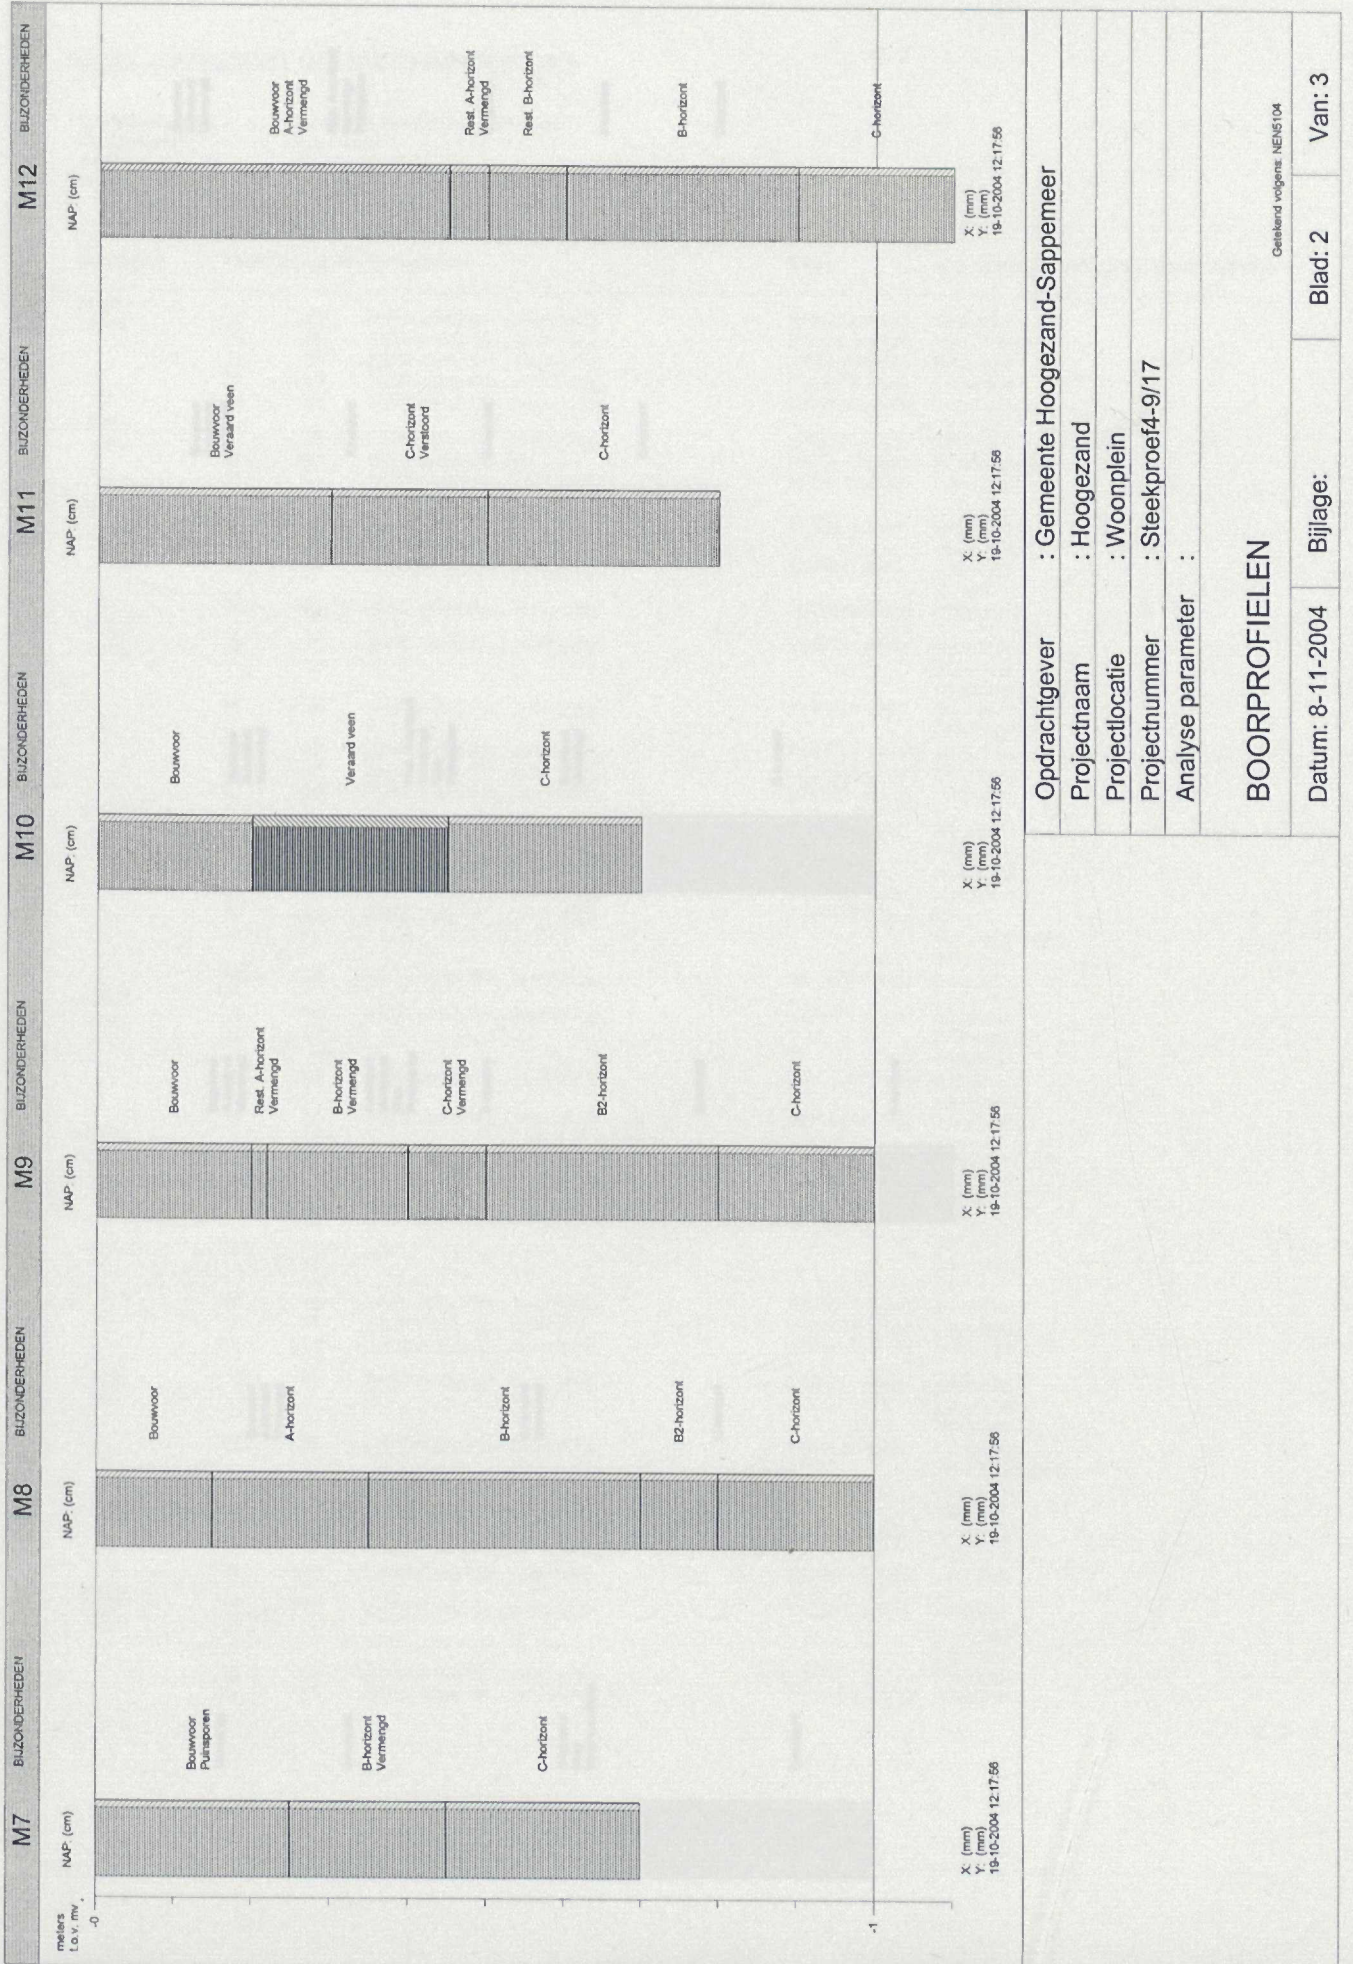 M7 BIJZONDERHEDEN M8 BIJZONDERHEDEN M9 BIJZONDERHEDEN M10 BIJZONDERHEDEN M11 BIJZONDERHEDEN M12 BIJZONDERHEDEN
meters
t.o.v. mv.
-0
-1
NAP: (cm)
Bouwvoor
Puinsporen
B-horizont
Vermengd
C-horizont
X: (mm)
Y: (mm)
19-10-2004 12:17:56
NAP: (cm)
Bouwvoor
A-horizont
B-horizont
B2-horizont
C-horizont
X: (mm)
Y: (mm)
19-10-2004 12:17:56
NAP: (cm)
Bouwvoor
Rest. A-horizont
Vermengd
B-horizont
Vermengd
C-horizont
Vermengd
B2-horizont
C-horizont
X: (mm)
Y: (mm)
19-10-2004 12:17:56
NAP: (cm)
Bouwvoor
Veraard veen
C-horizont
X: (mm)
Y: (mm)
19-10-2004 12:17:56
NAP: (cm)
Bouwvoor
Veraard veen
C-horizont
Verstoord
C-horizont
X: (mm)
Y: (mm)
19-10-2004 12:17:56
NAP: (cm)
Bouwvoor
A-horizont
Vermengd
Rest. A-horizont
Vermengd
Rest. B-horizont
B-horizont
C-horizont
X: (mm)
Y: (mm)
19-10-2004 12:17:56
Opdrachtgever : Gemeente Hoogezand-Sappemeer
Projectnaam : Hoogezand
Projectlocatie : Woonplein
Projectnummer : Steekproef4-9/17
Analyse parameter :
BOORPROFIELEN
Getekend volgens: NEN5104
Datum: 8-11-2004 Bijlage: Blad: 2 Van: 3